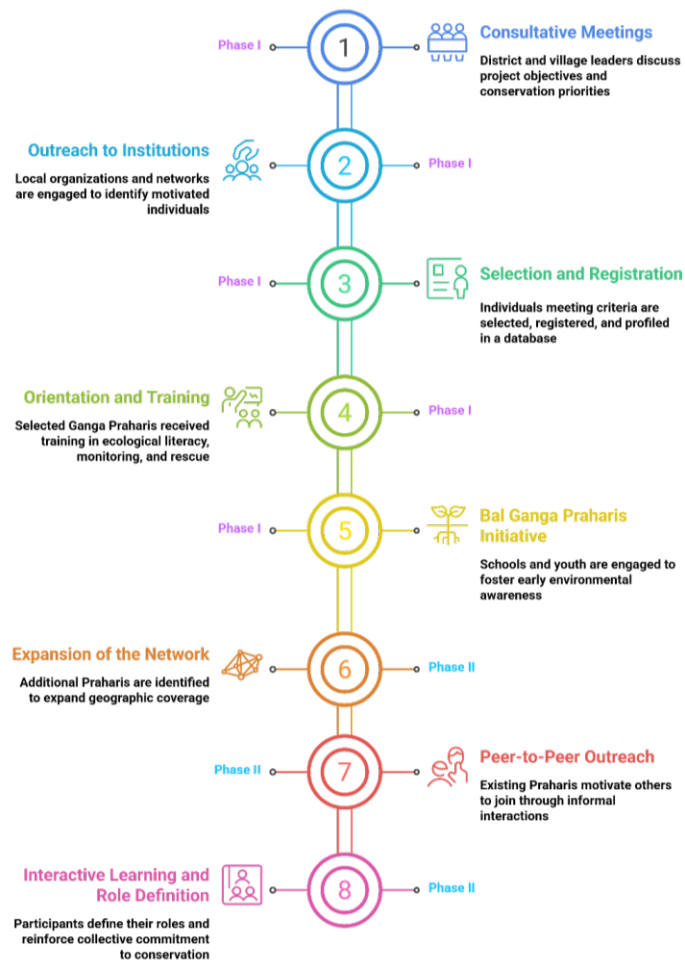 Phase I
1
Consultative Meetings
District and village leaders discuss
project objectives and
conservation priorities
Outreach to Institutions
Local organizations and networks
are engaged to identify motivated
individuals
2
Phase I
Phase I
3
Selection and Registration
Individuals meeting criteria are
selected, registered, and profiled
in a database
Orientation and Training
Selected Ganga Praharis received
training in ecological literacy,
monitoring, and rescue
4
Phase I
Phase I
5
Bal Ganga Praharis
Initiative
Schools and youth are engaged to
foster early environmental
awareness
Expansion of the Network
Additional Praharis are identified
to expand geographic coverage
6
Phase II
Phase II
7
Peer-to-Peer Outreach
Existing Praharis motivate others
to join through informal
interactions
Interactive Learning and
Role Definition
Participants define their roles and
reinforce collective commitment
to conservation
8
Phase II